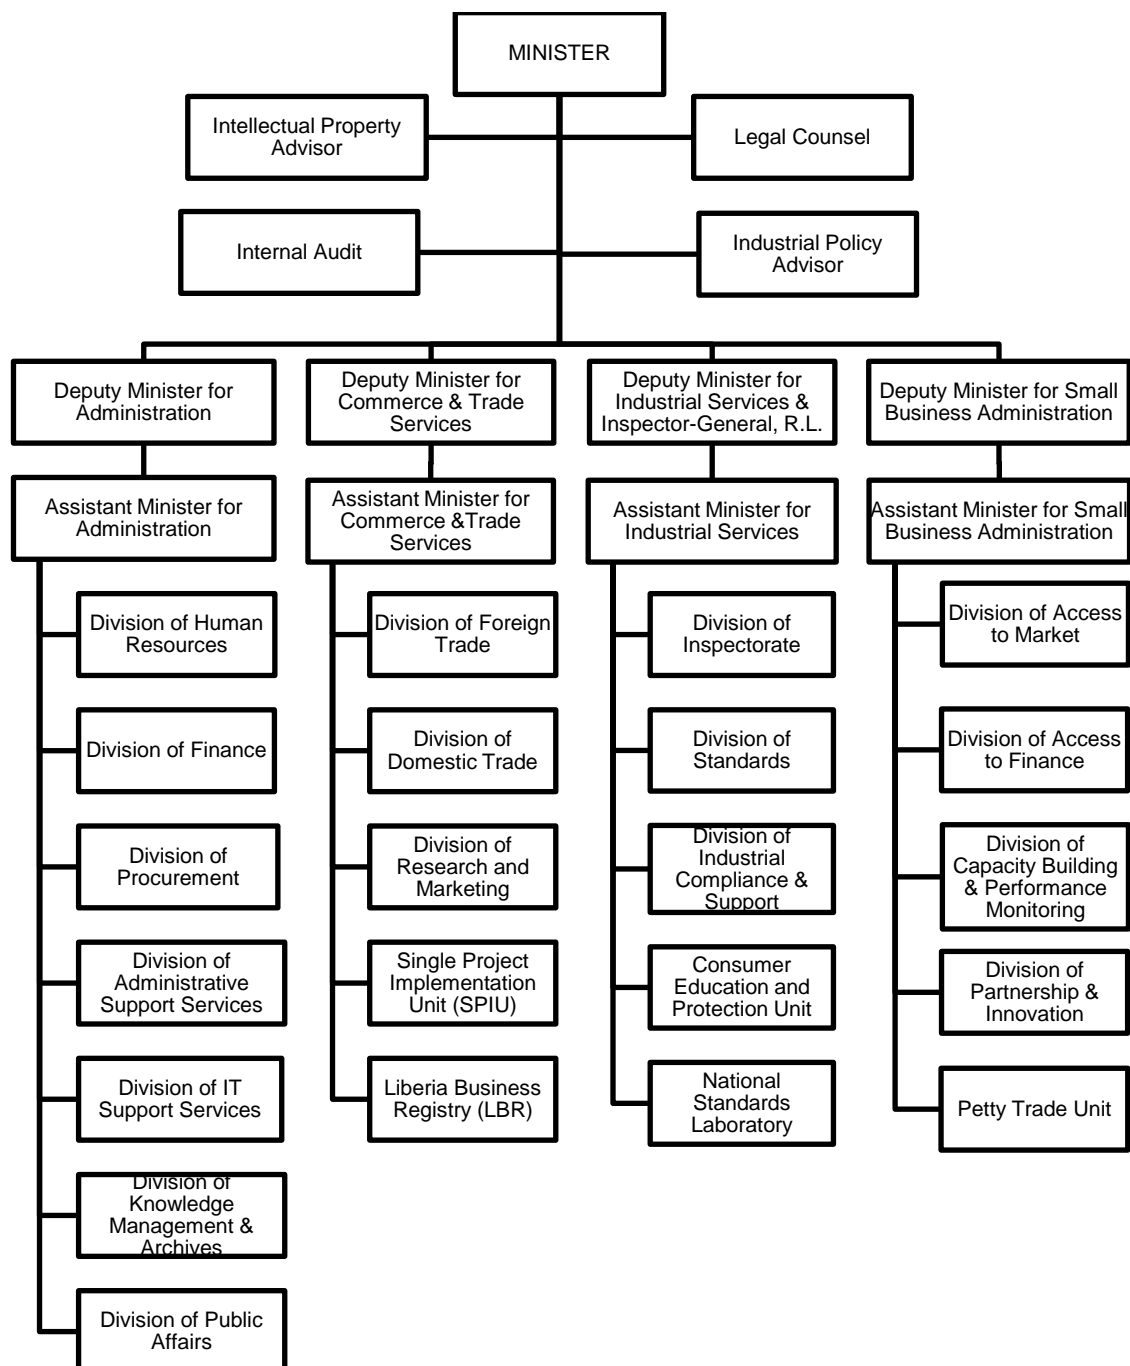 MINISTER
Intellectual Property
Advisor
Legal Counsel
Internal Audit
Industrial Policy
Advisor
Deputy Minister for
Administration
Deputy Minister for
Commerce & Trade
Services
Deputy Minister for
Industrial Services &
Inspector-General, R.L.
Deputy Minister for Small
Business Administration
Assistant Minister for
Administration
Assistant Minister for
Commerce &Trade
Services
Assistant Minister for
Industrial Services
Assistant Minister for Small
Business Administration
Division of Human
Resources
Division of Finance
Division of
Procurement
Division of
Administrative
Support Services
Division of IT
Support Services
Division of
Knowledge
Management &
Archives
Division of Public
Affairs
Division of Foreign
Trade
Division of
Domestic Trade
Division of
Research and
Marketing
Single Project
Implementation
Unit (SPIU)
Liberia Business
Registry (LBR)
Division of
Inspectorate
Division of
Standards
Division of
Industrial
Compliance &
Support
Consumer
Education and
Protection Unit
National
Standards
Laboratory
Division of Access
to Market
Division of Access
to Finance
Division of
Capacity Building
& Performance
Monitoring
Division of
Partnership &
Innovation
Petty Trade Unit